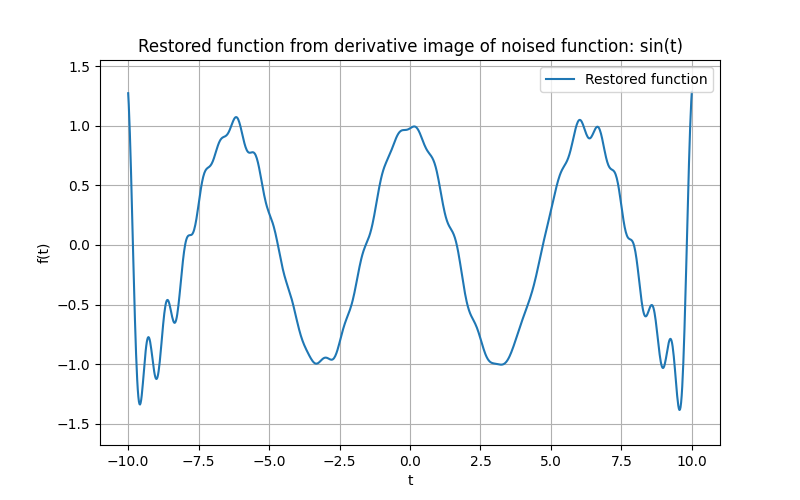 Restored function from derivative image of noised function: sin(t)
Restored function
1.5
1.0
0.5
0.0
−0.5
−1.0
−1.5
f(t)
−10.0 −7.5 −5.0 −2.5 0.0 2.5 5.0 7.5 10.0
t